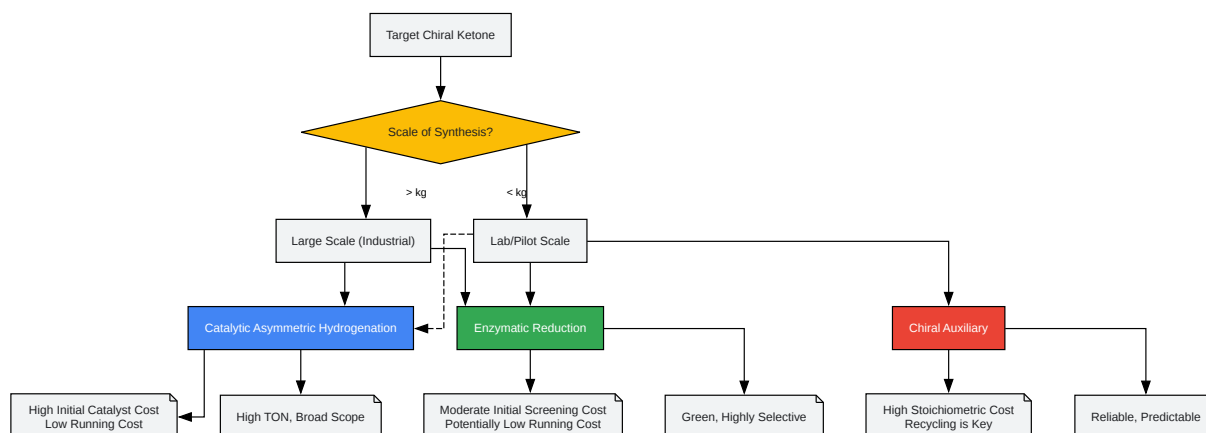 Target Chiral Ketone
Scale of Synthesis?
> kg
< kg
Large Scale (Industrial)
Lab/Pilot Scale
Catalytic Asymmetric Hydrogenation
Enzymatic Reduction
Chiral Auxiliary
High Initial Catalyst Cost
Low Running Cost
High TON, Broad Scope
Moderate Initial Screening Cost
Potentially Low Running Cost
Green, Highly Selective
High Stoichiometric Cost
Recycling is Key
Reliable, Predictable